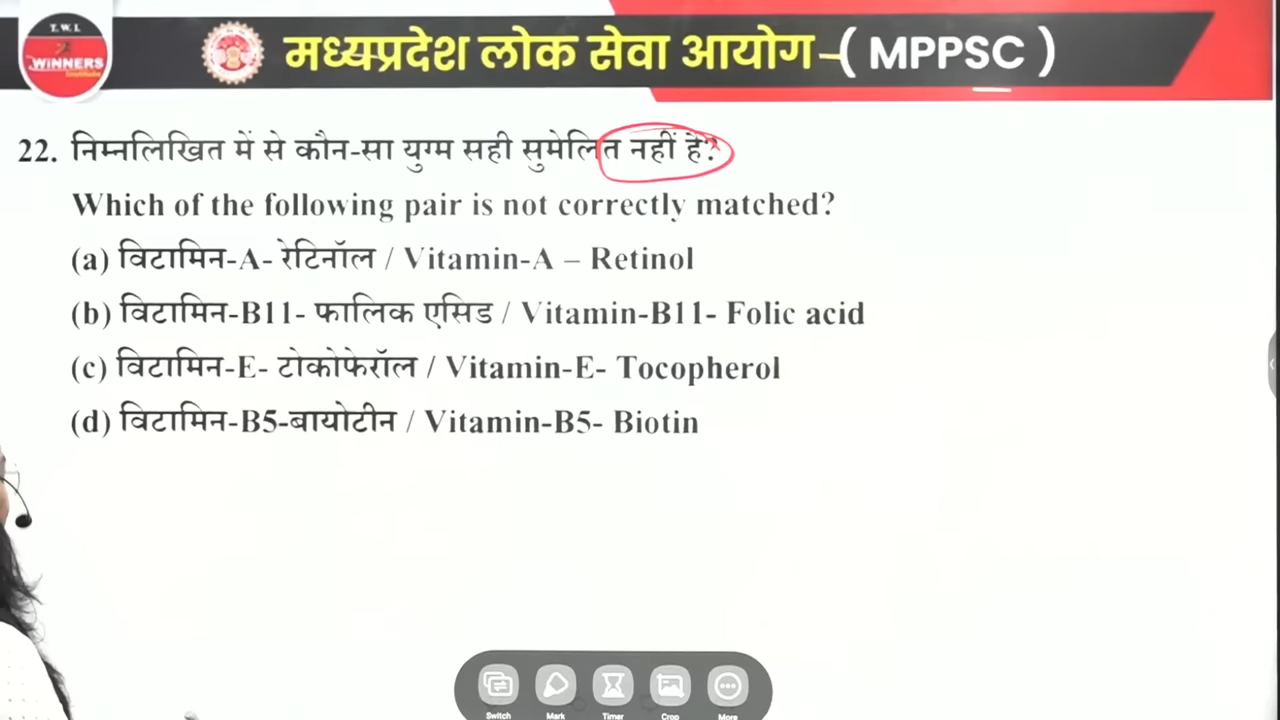 T.W.I.
WINNERS
मध्यप्रदेश लोक सेवा आयोग-( MPPSC )
22. निम्नलिखित में से कौन-सा युग्म सही सुमेलित नहीं है?
Which of the following pair is not correctly matched?
(a) विटामिन-A- रेटिनॉल / Vitamin-A – Retinol
(b) विटामिन-B11- फालिक एसिड / Vitamin-B11- Folic acid
(c) विटामिन-E- टोकोफेरॉल / Vitamin-E- Tocopherol
(d) विटामिन-B5-बायोटीन / Vitamin-B5- Biotin
Switch Mark Timer Crop More